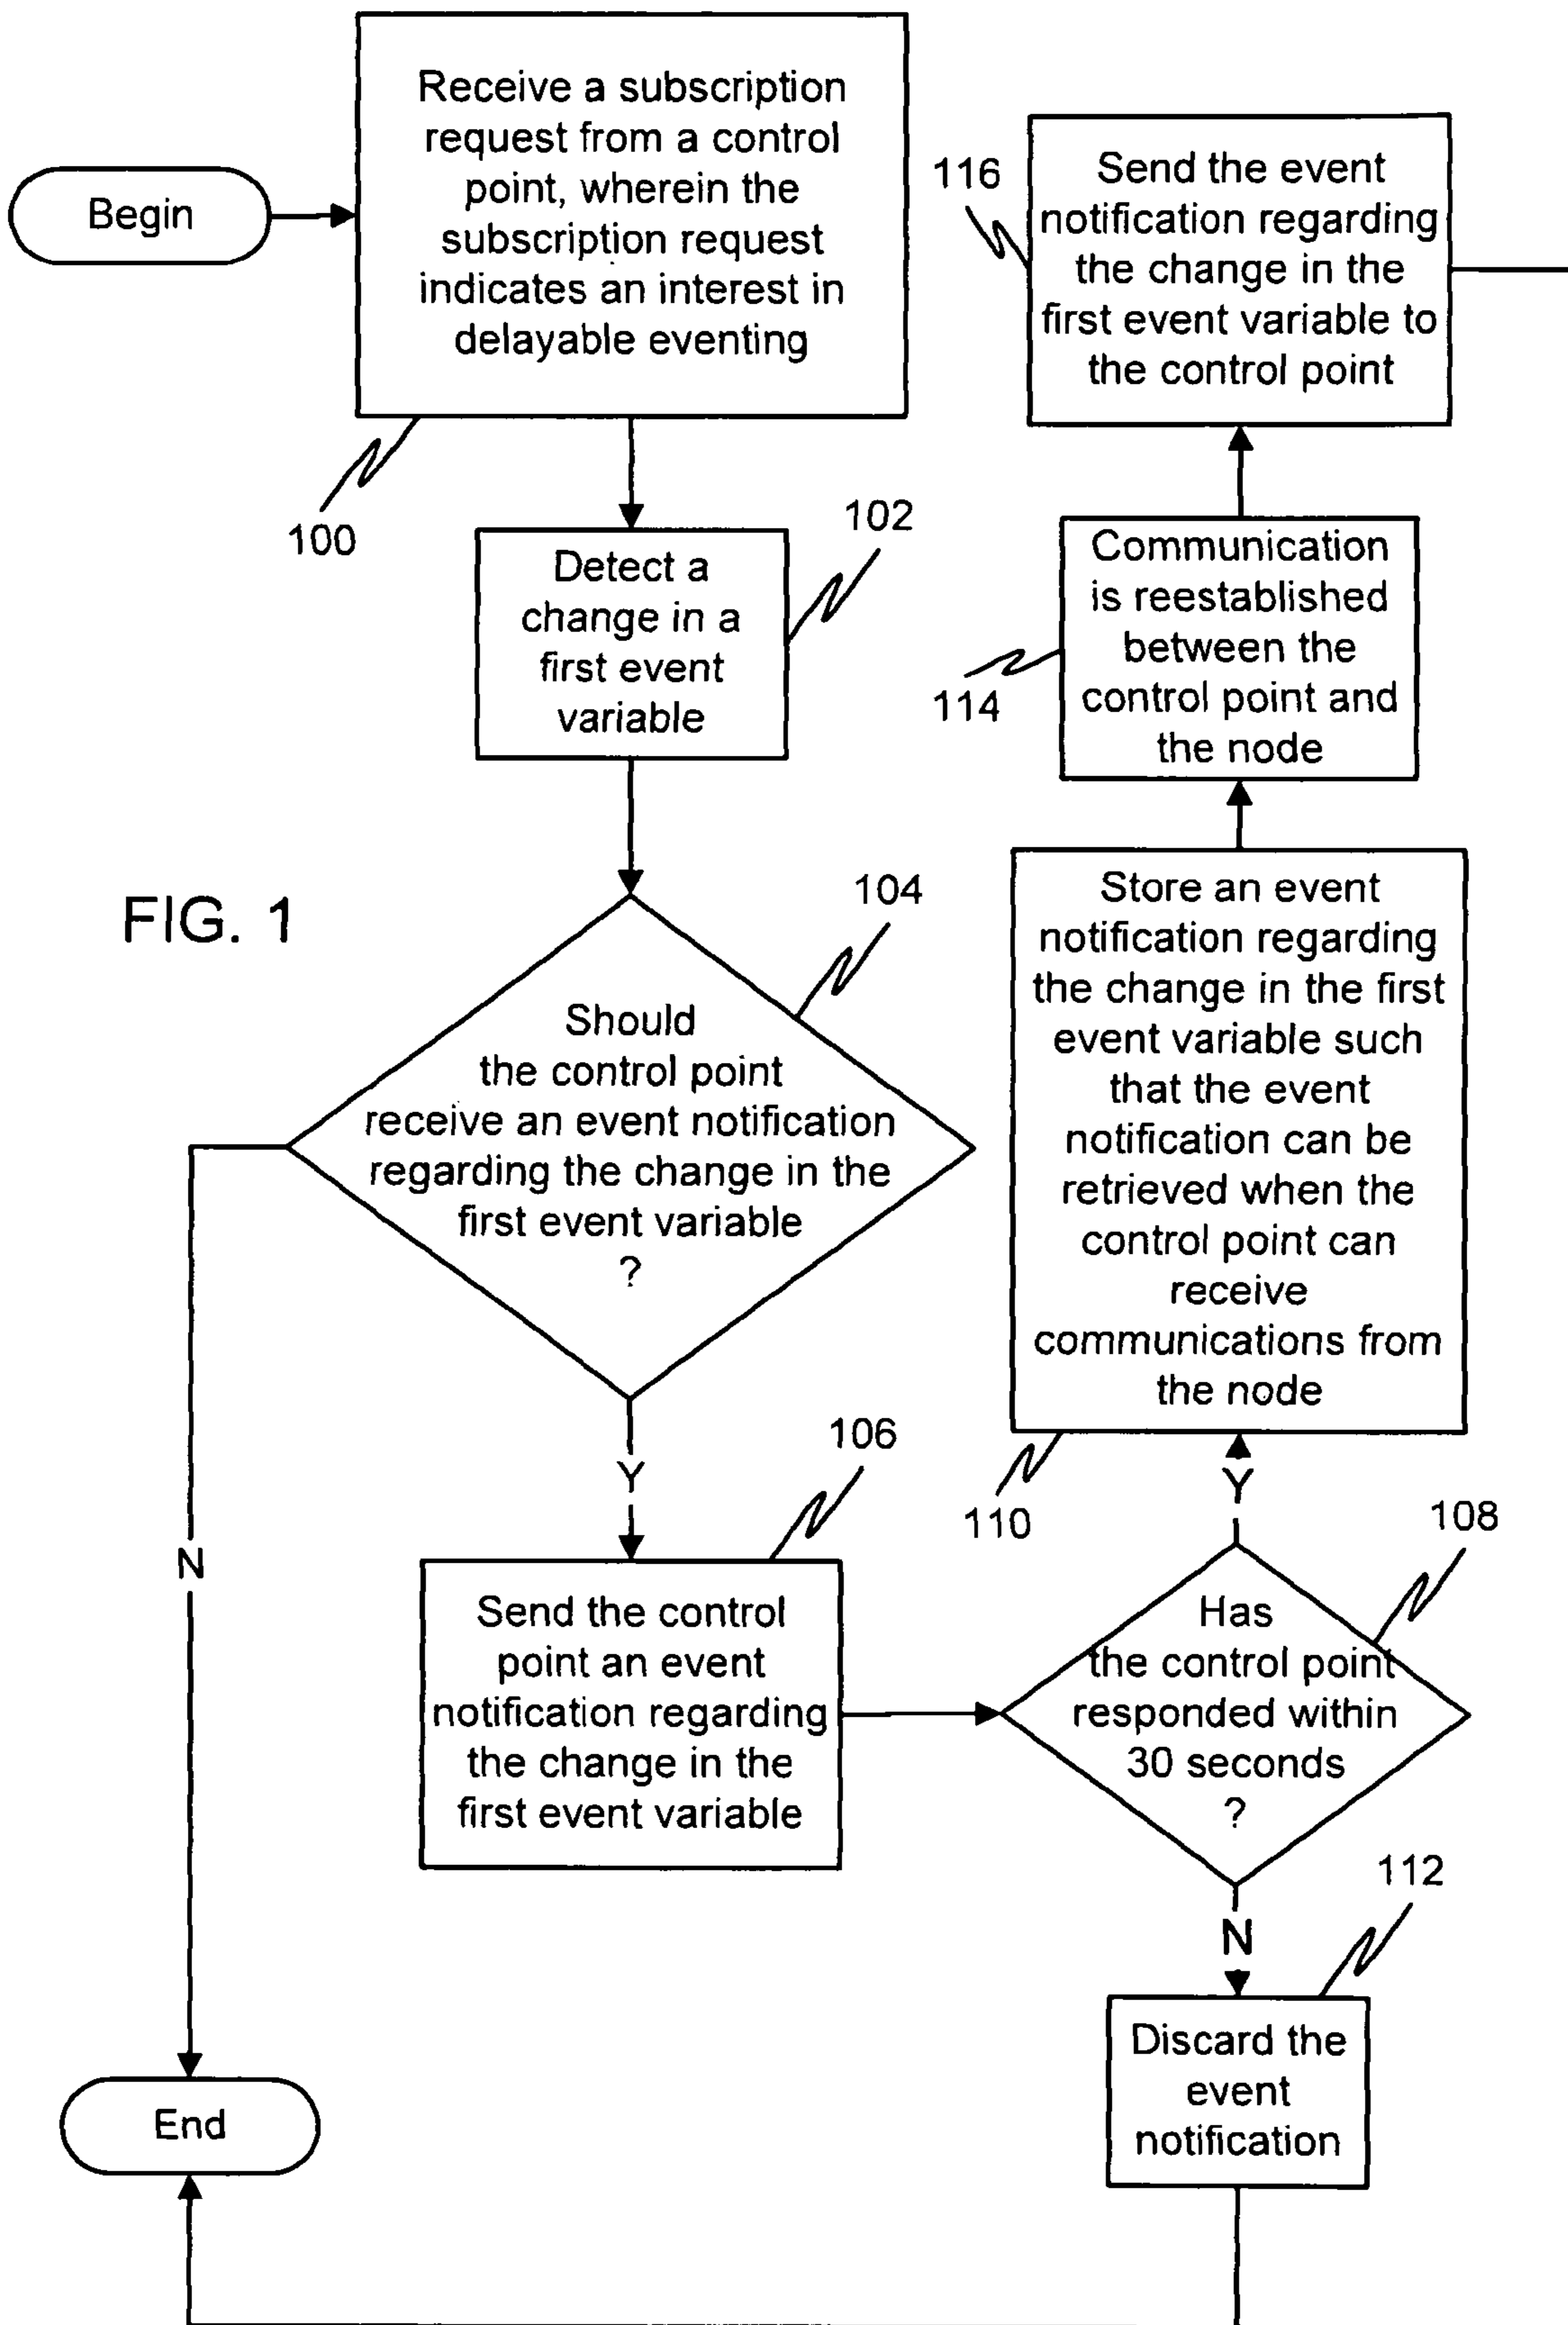 Begin
Receive a subscription
request from a control
point, wherein the
subscription request
indicates an interest in
delayable eventing
100
Detect a
change in a
first event
variable
102
FIG. 1
104
Should
the control point
receive an event notification
regarding the change in the
first event variable
?
N
Y
106
Send the control
point an event
notification regarding
the change in the
first event variable
End
108
Has
the control point
responded within
30 seconds
?
Y
N
112
Discard the
event
notification
110
Store an event
notification regarding
the change in the first
event variable such
that the event
notification can be
retrieved when the
control point can
receive
communications from
the node
114
Communication
is reestablished
between the
control point and
the node
116
Send the event
notification regarding
the change in the
first event variable to
the control point